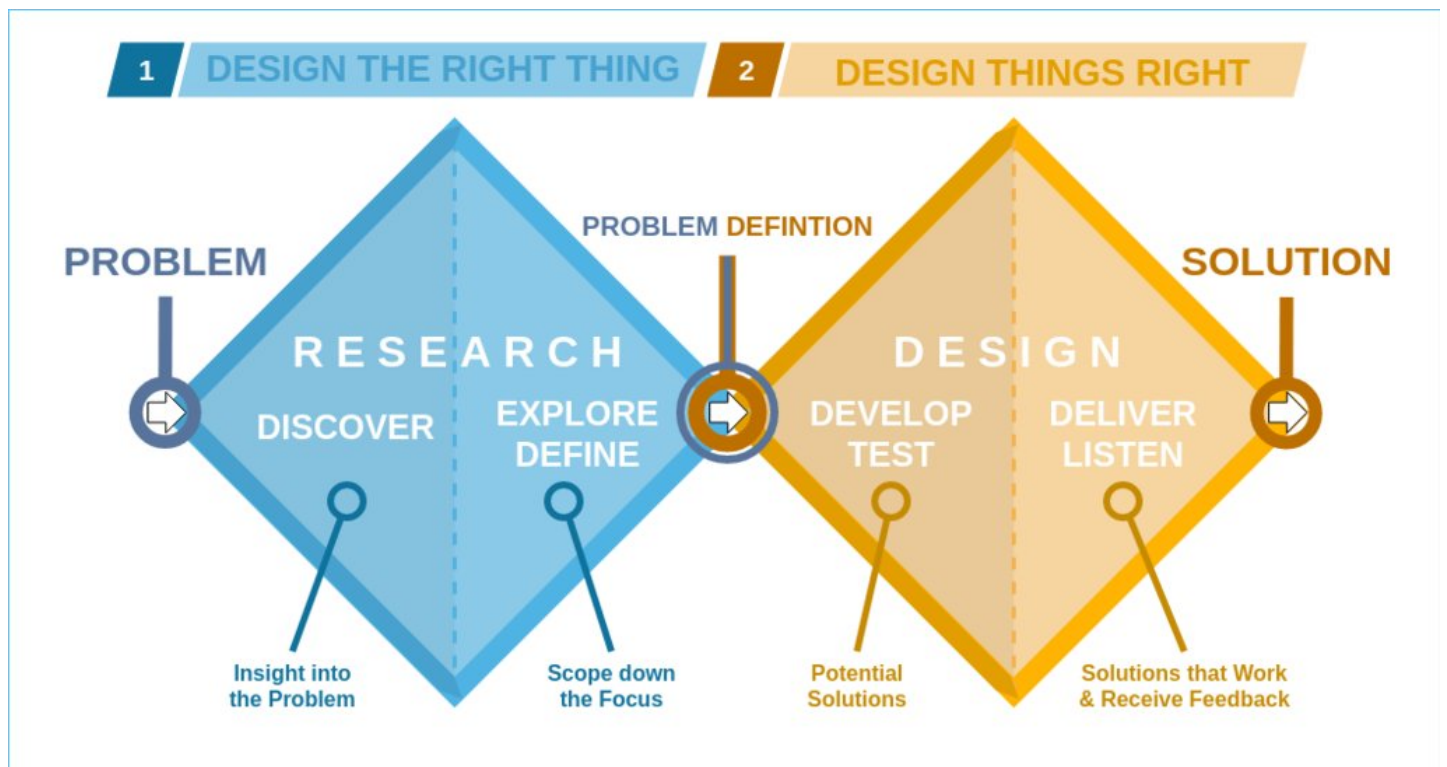 1 DESIGN THE RIGHT THING 2 DESIGN THINGS RIGHT
PROBLEM DEFINTION
PROBLEM
SOLUTION
RESEARCH
DISCOVER
EXPLORE
DEFINE
DESIGN
DEVELOP
TEST
DELIVER
LISTEN
Insight into
the Problem
Scope down
the Focus
Potential
Solutions
Solutions that Work
& Receive Feedback